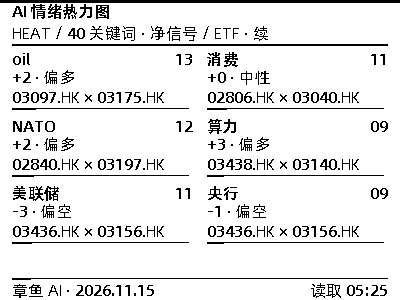 AI 情绪热力图
HEAT / 40 关键词 · 净信号 / ETF · 续
oil 13
+2 · 偏多
03097.HK × 03175.HK
消费 11
+0 · 中性
02806.HK × 03040.HK
NATO 12
+2 · 偏多
02840.HK × 03197.HK
算力 09
+3 · 偏多
03438.HK × 03140.HK
美联储 11
-3 · 偏空
03436.HK × 03156.HK
央行 09
-1 · 偏空
03436.HK × 03156.HK
章鱼 AI · 2026.11.15
读取 05:25